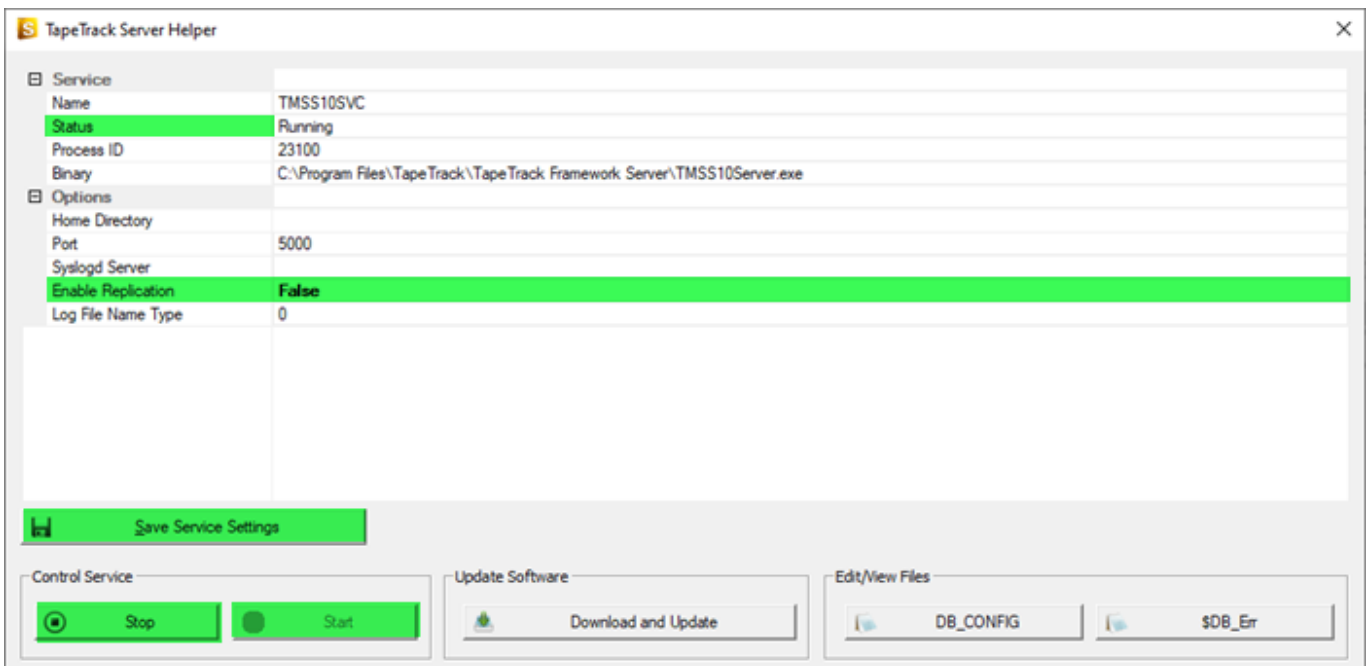 TapeTrack Server Helper
Service
Name TMSS10SVC
Status Running
Process ID 23100
Binary C:\Program Files\TapeTrack\TapeTrack Framework Server\TMSS10Server.exe
Options
Home Directory
Port 5000
Syslogd Server
Enable Replication False
Log File Name Type 0
Save Service Settings
Control Service Update Software Edit/View Files
Stop Start Download and Update DB_CONFIG $DB_Err